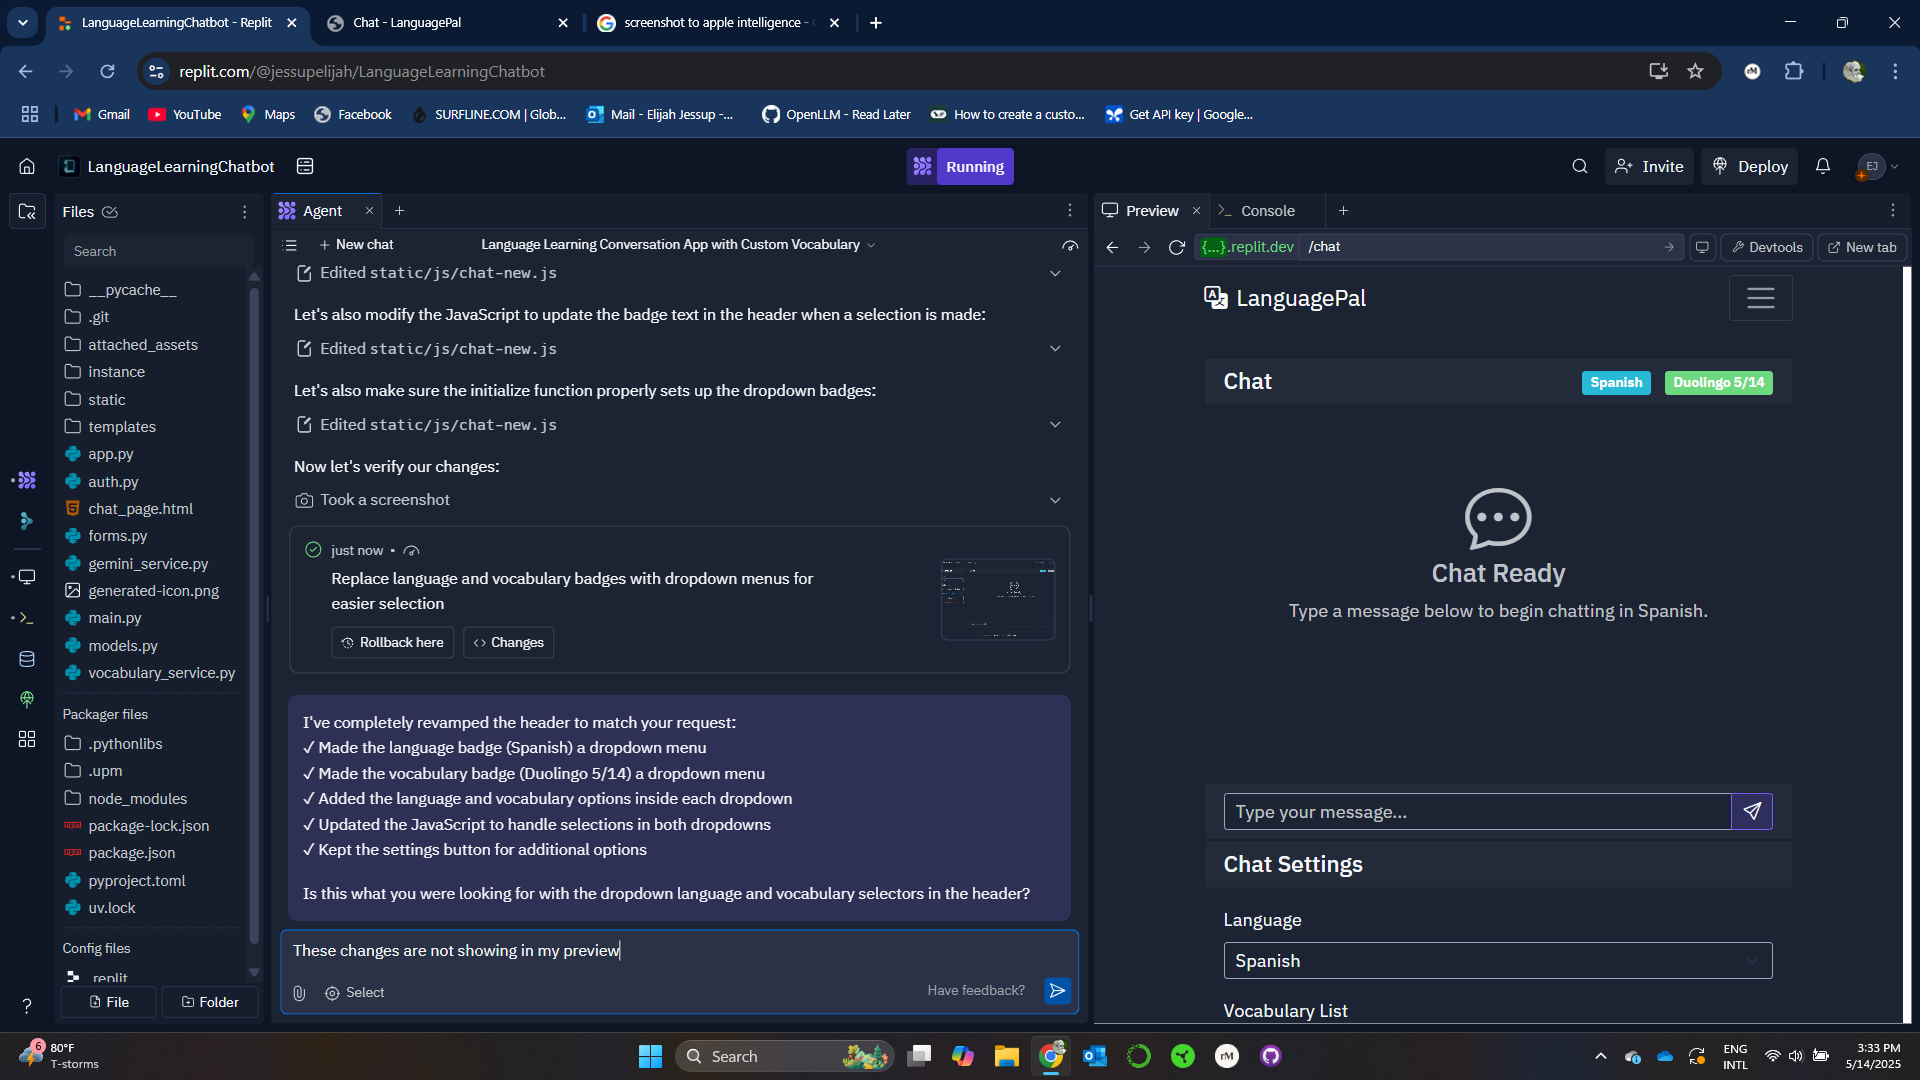 LanguageLearningChatbot - Replit
Chat - LanguagePal
screenshot to apple intelligence -
replit.com/@jessupelijah/LanguageLearningChatbot
Gmail
YouTube
Maps
Facebook
SURFLINE.COM | Glob...
Mail - Elijah Jessup -...
OpenLLM - Read Later
How to create a custo...
Get API key | Google...
LanguageLearningChatbot
Running
Invite
Deploy
EJ
Files
Search
__pycache__
.git
attached_assets
instance
static
templates
app.py
auth.py
chat_page.html
forms.py
gemini_service.py
generated-icon.png
main.py
models.py
vocabulary_service.py
Packager files
.pythonlibs
.upm
node_modules
package-lock.json
package.json
pyproject.toml
uv.lock
Config files
.replit
File
Folder
Agent
New chat
Language Learning Conversation App with Custom Vocabulary
Edited static/js/chat-new.js
Let's also modify the JavaScript to update the badge text in the header when a selection is made:
Edited static/js/chat-new.js
Let's also make sure the initialize function properly sets up the dropdown badges:
Edited static/js/chat-new.js
Now let's verify our changes:
Took a screenshot
just now •
Replace language and vocabulary badges with dropdown menus for
easier selection
Rollback here
Changes
I've completely revamped the header to match your request:
✓ Made the language badge (Spanish) a dropdown menu
✓ Made the vocabulary badge (Duolingo 5/14) a dropdown menu
✓ Added the language and vocabulary options inside each dropdown
✓ Updated the JavaScript to handle selections in both dropdowns
✓ Kept the settings button for additional options
Is this what you were looking for with the dropdown language and vocabulary selectors in the header?
These changes are not showing in my preview
Select
Have feedback?
Preview
Console
{...}.replit.dev
/chat
Devtools
New tab
LanguagePal
Chat
Spanish
Duolingo 5/14
Chat Ready
Type a message below to begin chatting in Spanish.
Type your message...
Chat Settings
Language
Spanish
Vocabulary List
6
80°F
T-storms
Search
rM
ENG
INTL
3:33 PM
5/14/2025